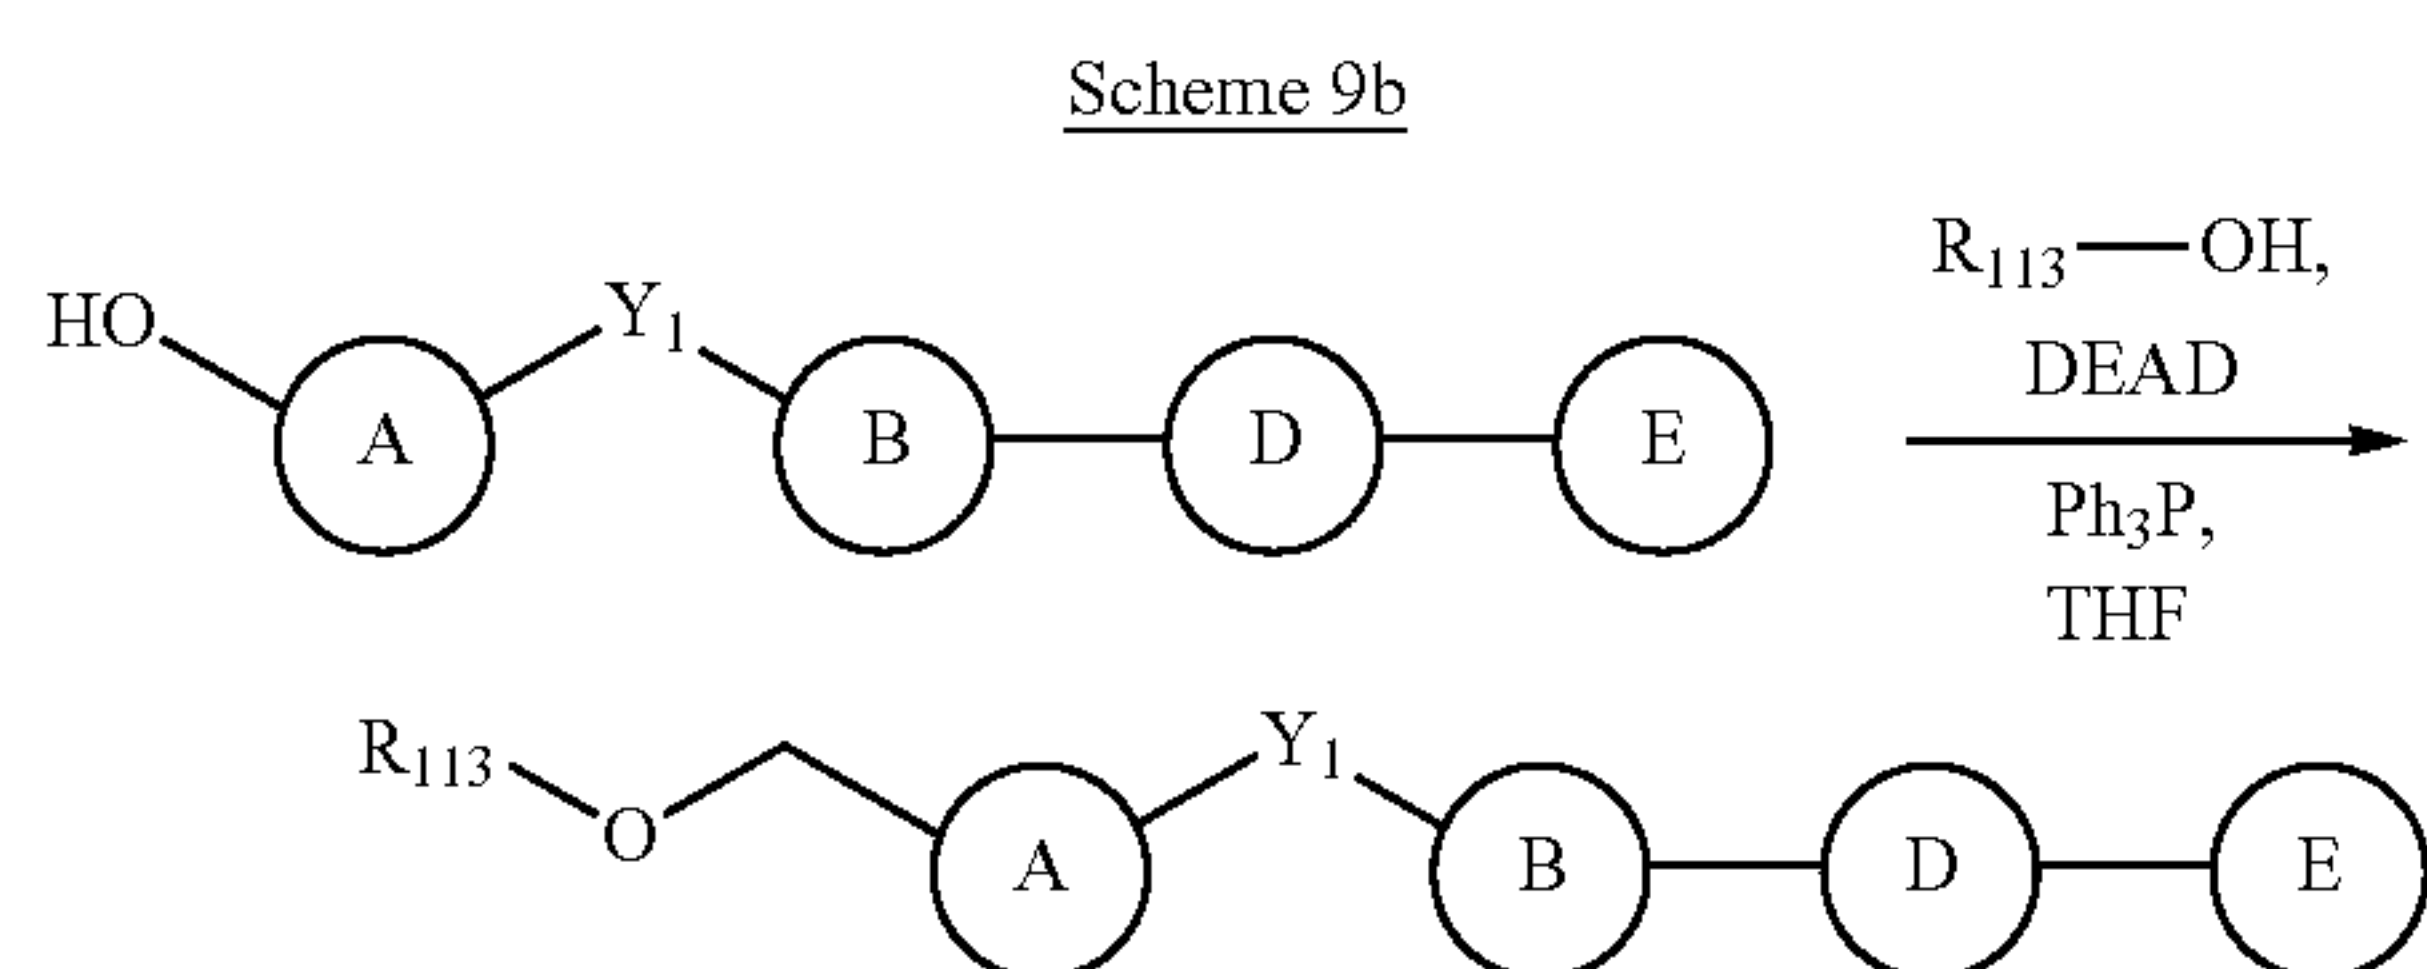 Scheme 9b
R₁₁₃—OH,
DEAD
HO A Y₁ B D E
Ph₃P,
THF
R₁₁₃ O A Y₁ B D E